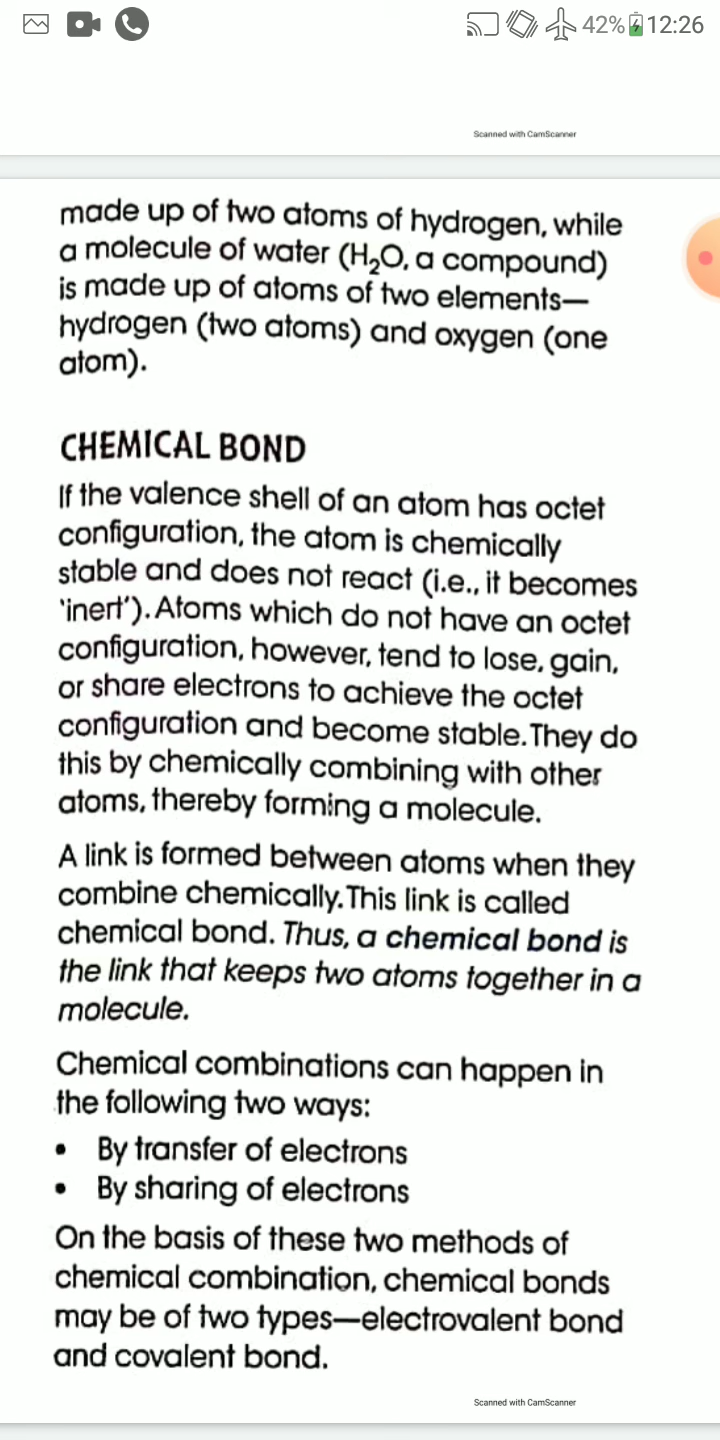 42% 12:26
Scanned with CamScanner
made up of two atoms of hydrogen, while
a molecule of water (H₂O, a compound)
is made up of atoms of two elements—
hydrogen (two atoms) and oxygen (one
atom).
CHEMICAL BOND
If the valence shell of an atom has octet
configuration, the atom is chemically
stable and does not react (i.e., it becomes
'inert'). Atoms which do not have an octet
configuration, however, tend to lose, gain,
or share electrons to achieve the octet
configuration and become stable. They do
this by chemically combining with other
atoms, thereby forming a molecule.
A link is formed between atoms when they
combine chemically. This link is called
chemical bond. Thus, a chemical bond is
the link that keeps two atoms together in a
molecule.
Chemical combinations can happen in
the following two ways:
• By transfer of electrons
• By sharing of electrons
On the basis of these two methods of
chemical combination, chemical bonds
may be of two types—electrovalent bond
and covalent bond.
Scanned with CamScanner